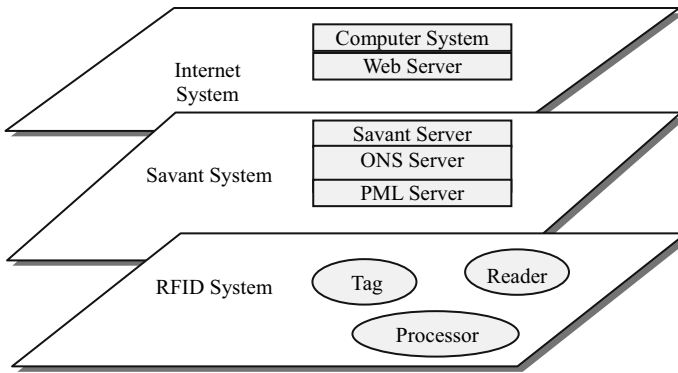 Computer System
Web Server
Internet
System
Savant Server
ONS Server
PML Server
Savant System
RFID System
Tag
Reader
Processor